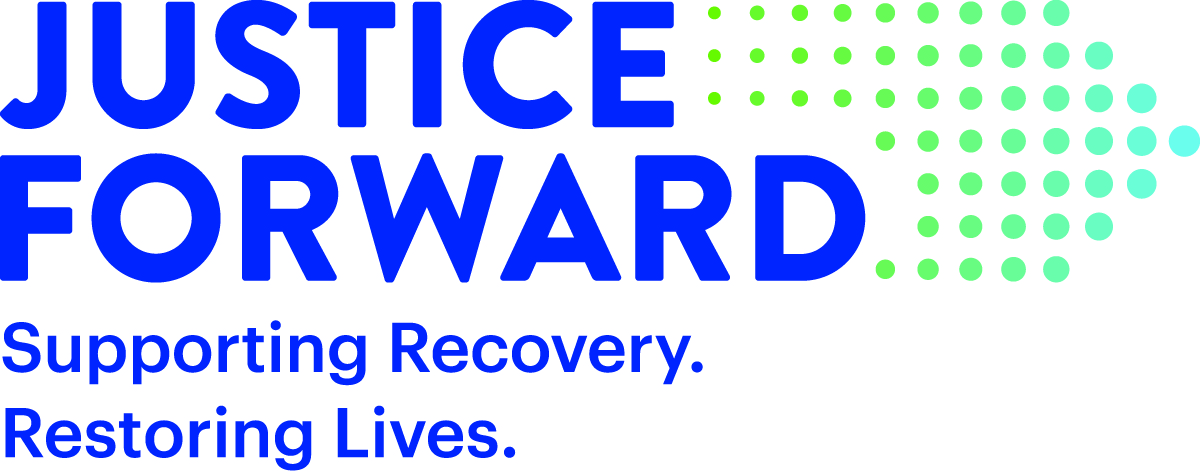 JUSTICE
FORWARD
Supporting Recovery.
Restoring Lives.